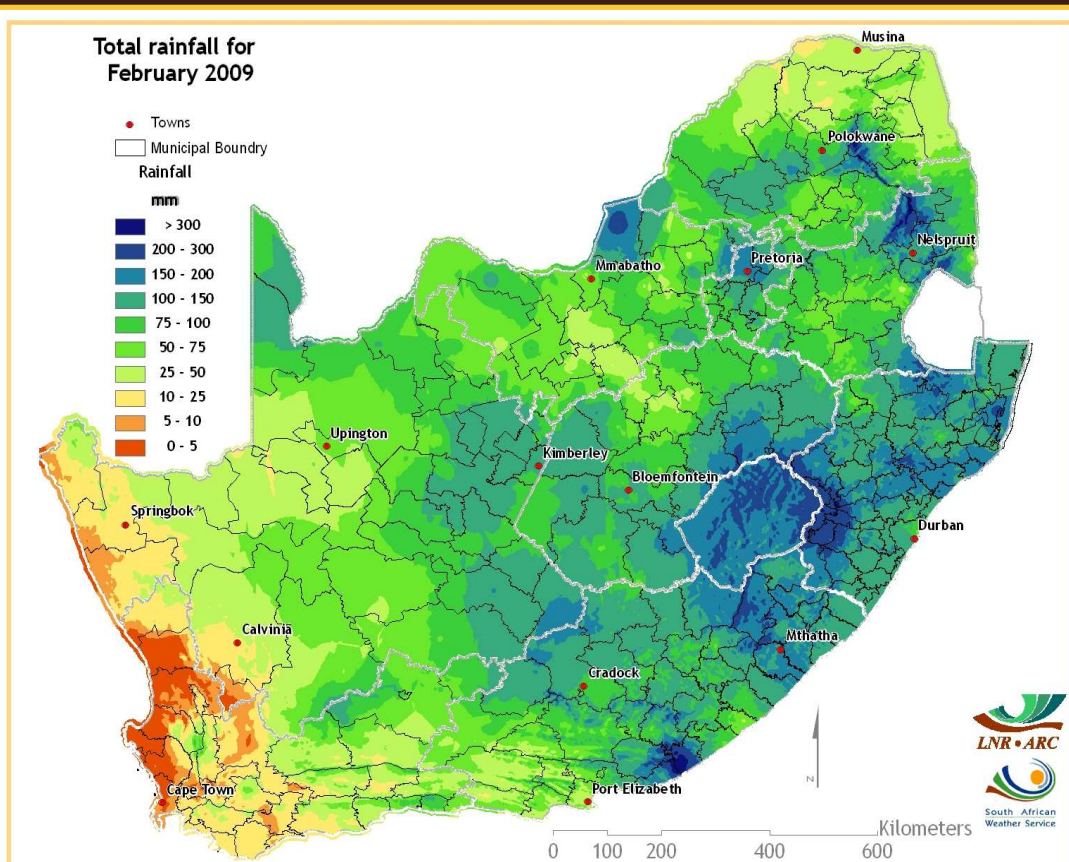 Total rainfall for
February 2009
Towns
Municipal Boundry
Rainfall
mm
> 300
200 - 300
150 - 200
100 - 150
75 - 100
50 - 75
25 - 50
10 - 25
5 - 10
0 - 5
Musina
Polokwane
Nelspruit
Pretoria
Mmabatho
Upington
Kimberley
Bloemfontein
Springbok
Durban
Calvinia
Mthatha
Cradock
Cape Town
Port Elizabeth
N
Kilometers
0 100 200 400 600
LNR • ARC
South African
Weather Service